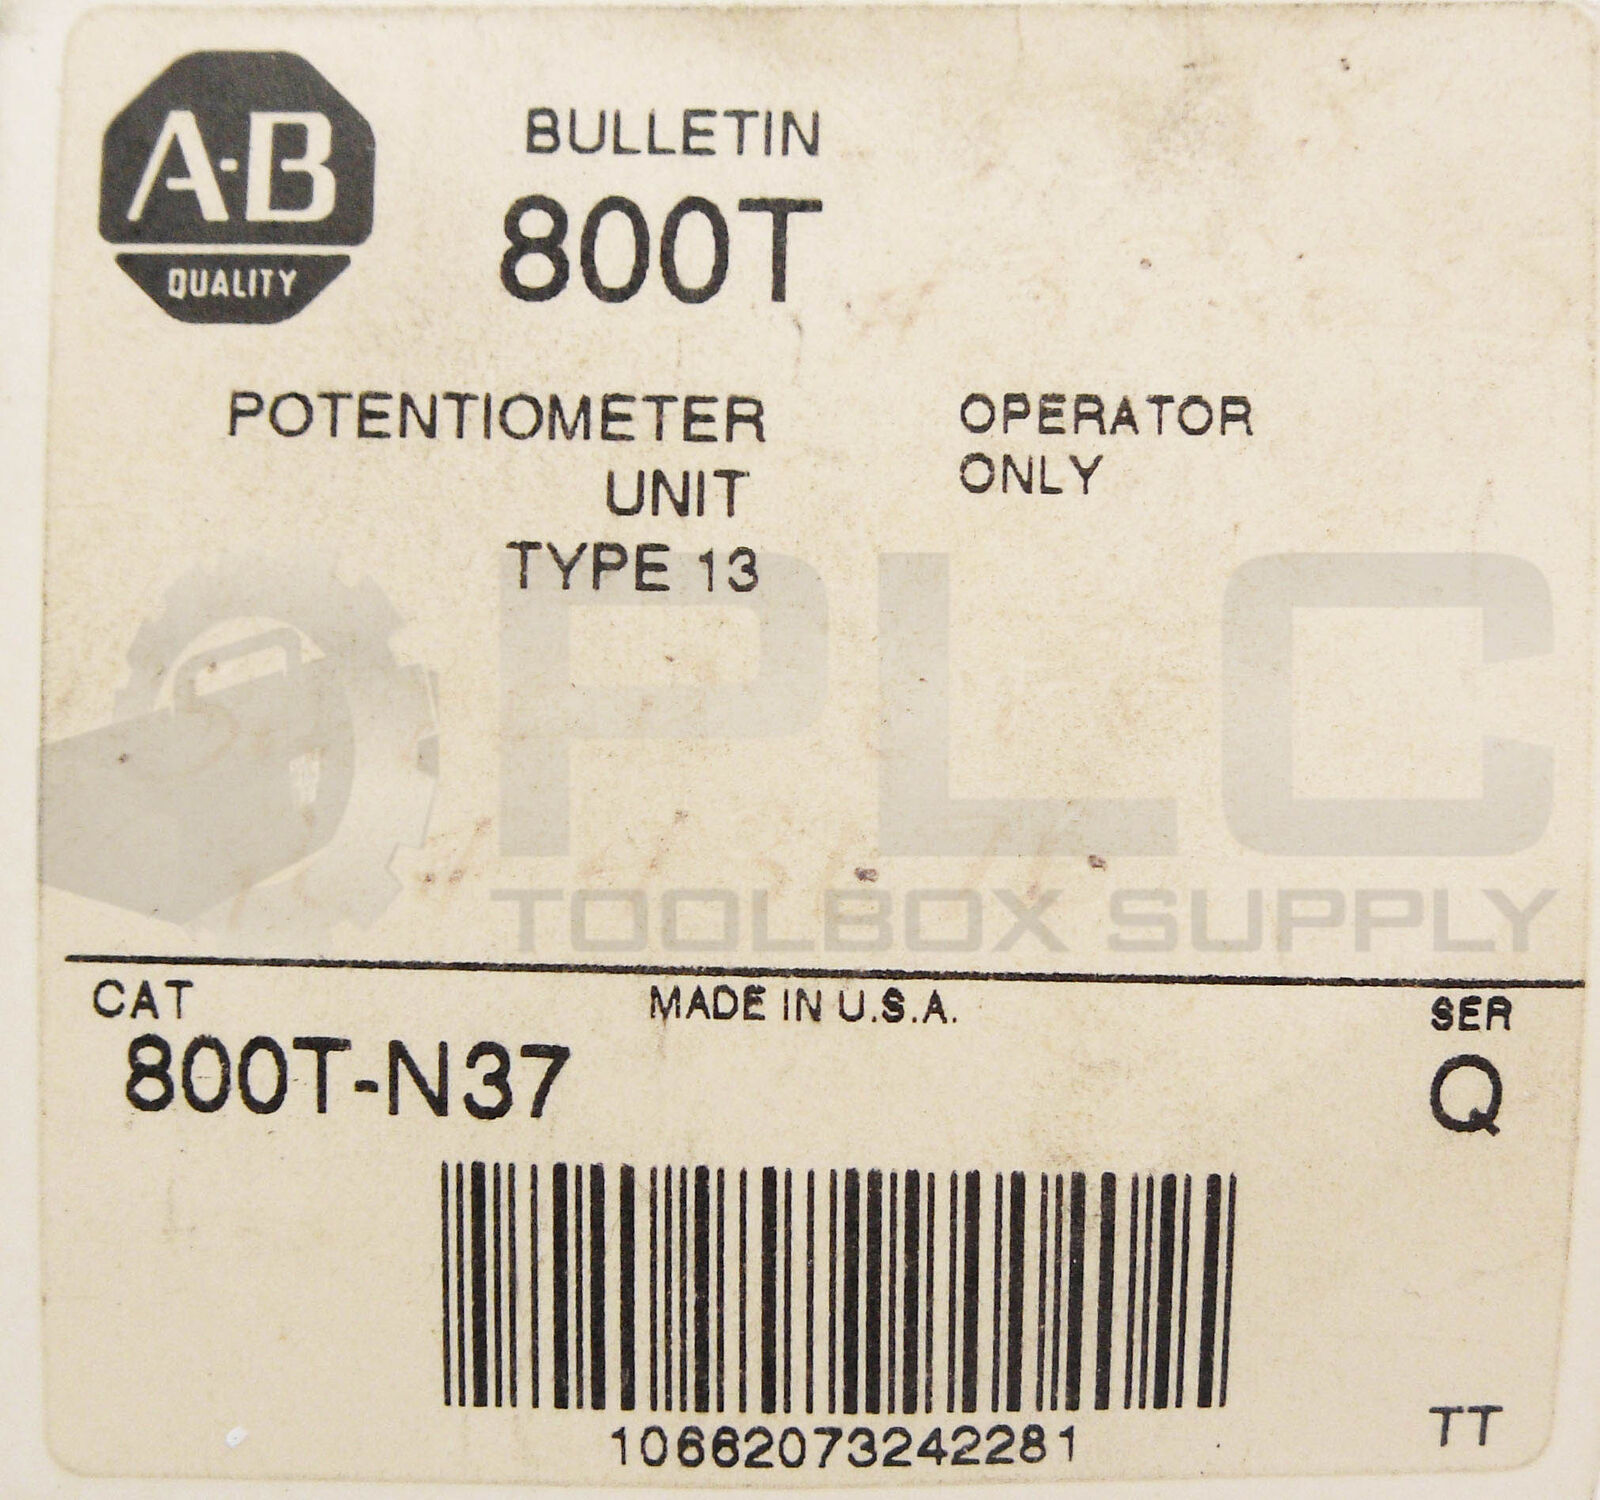 A-B
QUALITY
BULLETIN
800T
POTENTIOMETER
UNIT
TYPE 13
OPERATOR
ONLY
PLC
TOOLBOX SUPPLY
CAT
MADE IN U.S.A.
SER
800T-N37
Q
10662073242281
TT